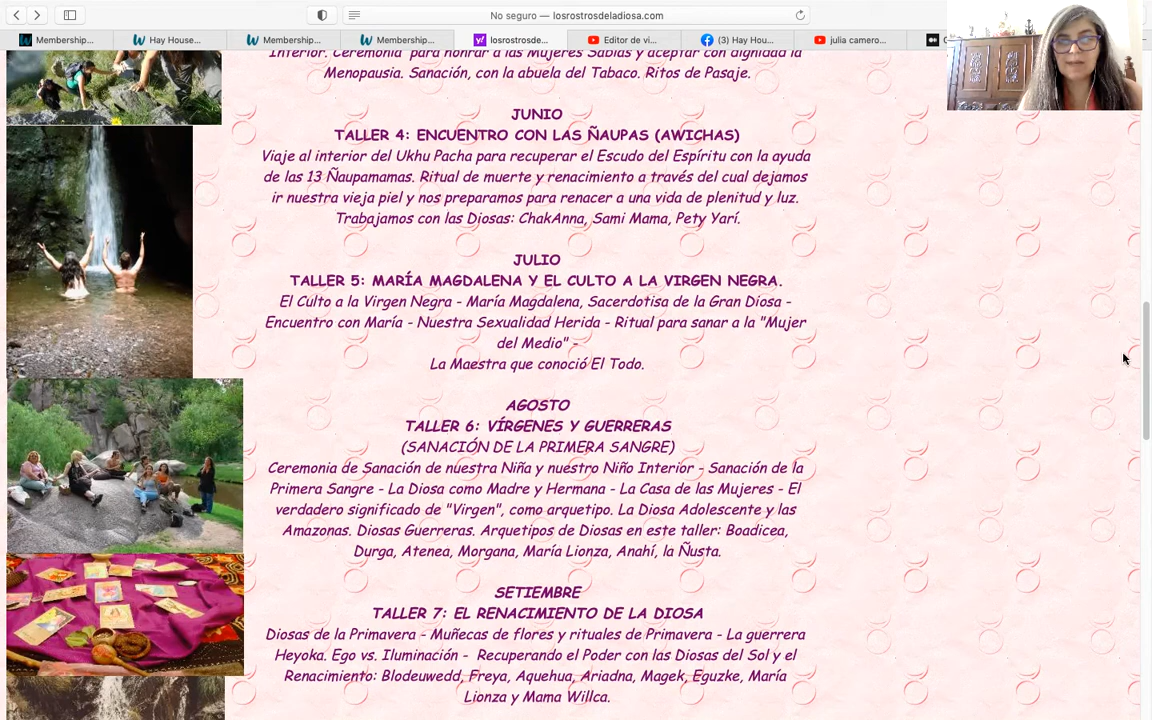 No seguro — losrostrosdeladiosa.com
Membership...
Hay House...
Membership...
Membership...
losrostrosde...
Editor de vi...
(3) Hay Hou...
julia camero...
Interior. Ceremonia para honrar a las Mujeres Sabias y aceptar con dignidad la
Menopausia. Sanación, con la abuela del Tabaco. Ritos de Pasaje.
JUNIO
TALLER 4: ENCUENTRO CON LAS ÑAUPAS (AWICHAS)
Viaje al interior del Ukhu Pacha para recuperar el Escudo del Espíritu con la ayuda
de las 13 Ñaupamamas. Ritual de muerte y renacimiento a través del cual dejamos
ir nuestra vieja piel y nos preparamos para renacer a una vida de plenitud y luz.
Trabajamos con las Diosas: ChakAnna, Sami Mama, Pety Yarí.
JULIO
TALLER 5: MARÍA MAGDALENA Y EL CULTO A LA VIRGEN NEGRA.
El Culto a la Virgen Negra - María Magdalena, Sacerdotisa de la Gran Diosa -
Encuentro con María - Nuestra Sexualidad Herida - Ritual para sanar a la "Mujer
del Medio" -
La Maestra que conoció El Todo.
AGOSTO
TALLER 6: VÍRGENES Y GUERRERAS
(SANACIÓN DE LA PRIMERA SANGRE)
Ceremonia de Sanación de nuestra Niña y nuestro Niño Interior - Sanación de la
Primera Sangre - La Diosa como Madre y Hermana - La Casa de las Mujeres - El
verdadero significado de "Virgen", como arquetipo. La Diosa Adolescente y las
Amazonas. Diosas Guerreras. Arquetipos de Diosas en este taller: Boadicea,
Durga, Atenea, Morgana, María Lionza, Anahí, la Ñusta.
SETIEMBRE
TALLER 7: EL RENACIMIENTO DE LA DIOSA
Diosas de la Primavera - Muñecas de flores y rituales de Primavera - La guerrera
Heyoka. Ego vs. Iluminación - Recuperando el Poder con las Diosas del Sol y el
Renacimiento: Blodeuwedd, Freya, Aquehua, Ariadna, Magek, Eguzke, María
Lionza y Mama Willca.